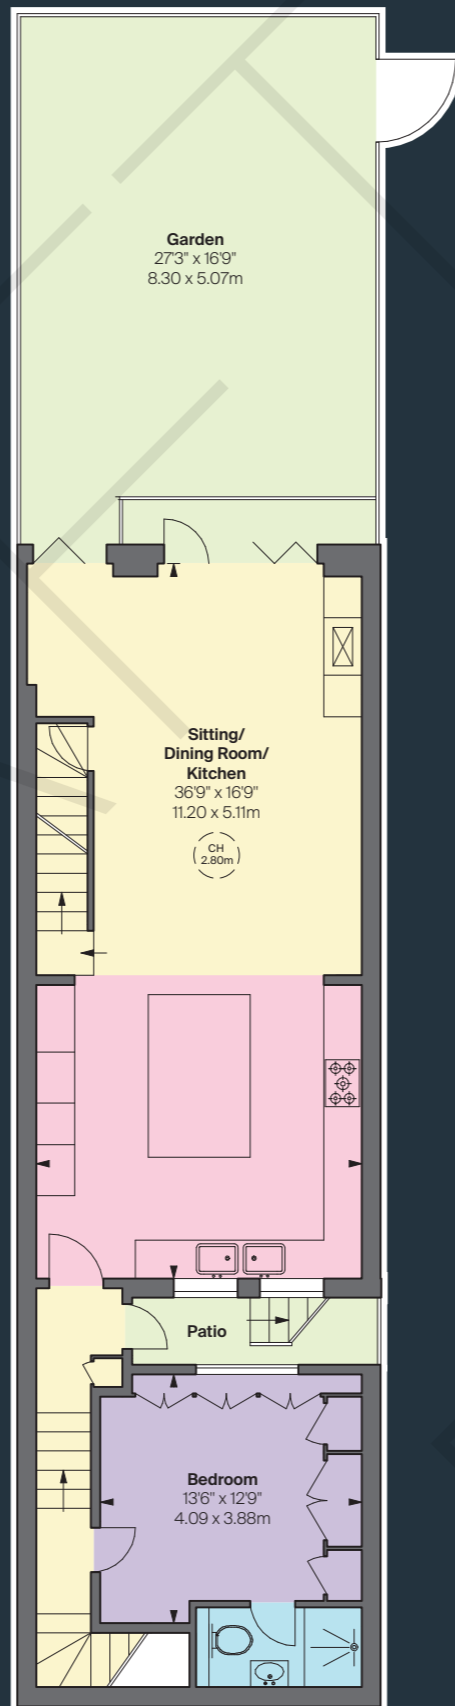 Garden
27'3" x 16'9"
8.30 x 5.07m
Sitting/
Dining Room/
Kitchen
36'9" x 16'9"
11.20 x 5.11m
CH
2.80m
Patio
Bedroom
13'6" x 12'9"
4.09 x 3.88m